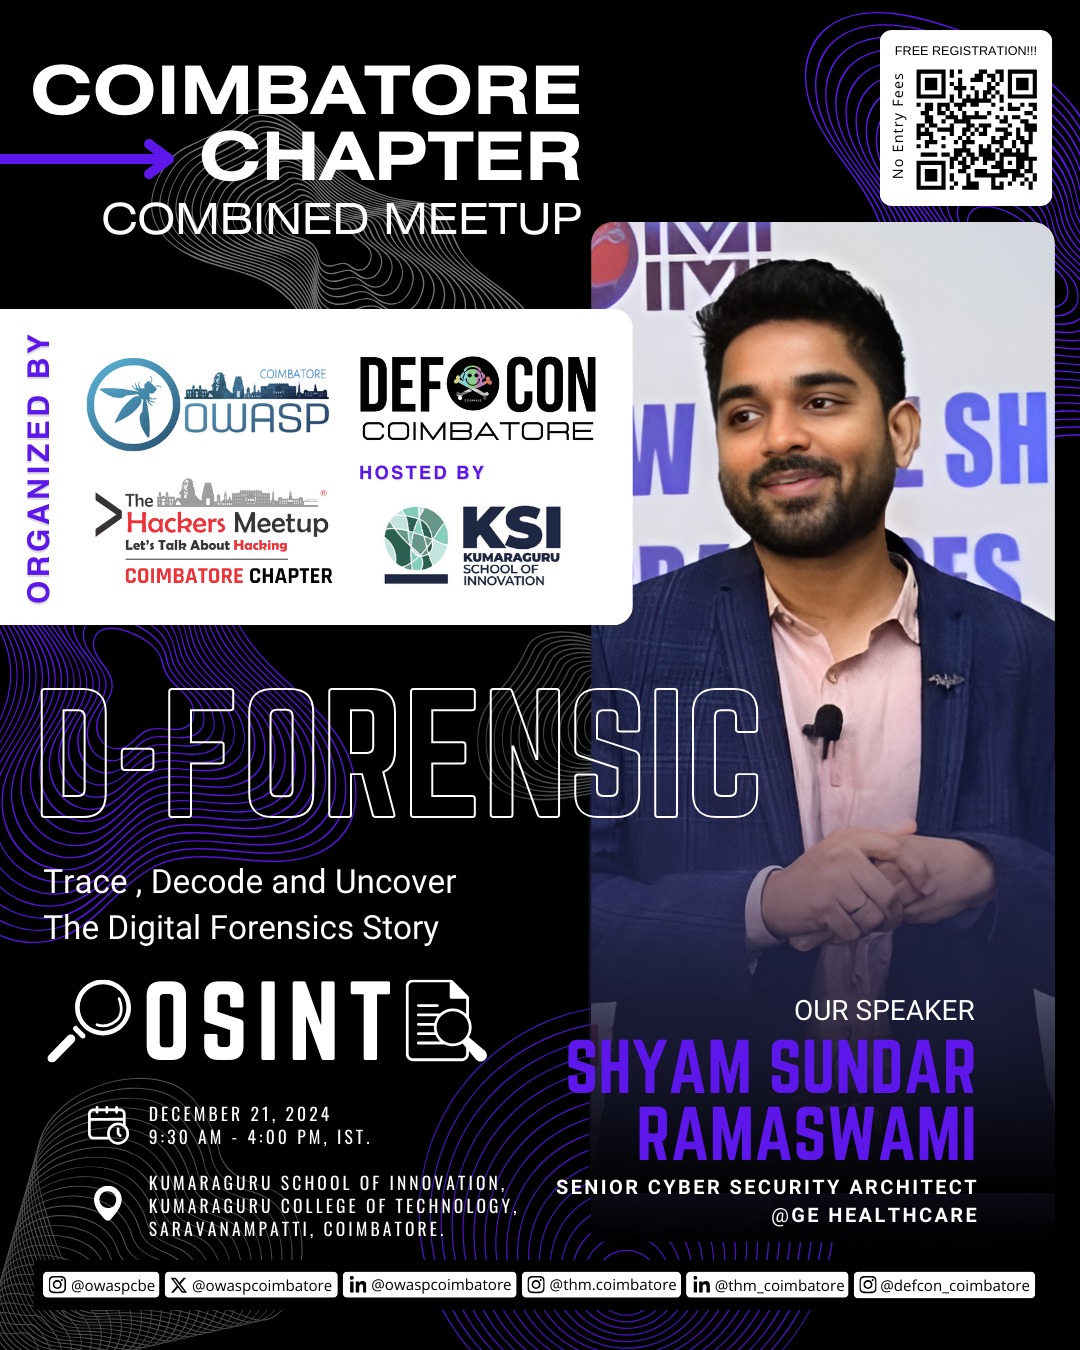 COIMBATORE
CHAPTER
COMBINED MEETUP
FREE REGISTRATION!!!
No Entry Fees
ORGANIZED BY
COIMBATORE
OWASP
DEF CON
COIMBATORE
The
Hackers Meetup
Let's Talk About Hacking
COIMBATORE CHAPTER
HOSTED BY
KSI
KUMARAGURU
SCHOOL OF
INNOVATION
D-FORENSIC
Trace , Decode and Uncover
The Digital Forensics Story
OSINT
DECEMBER 21, 2024
9:30 AM - 4:00 PM, IST.
KUMARAGURU SCHOOL OF INNOVATION,
KUMARAGURU COLLEGE OF TECHNOLOGY,
SARAVANAMPATTI, COIMBATORE.
OUR SPEAKER
SHYAM SUNDAR
RAMASWAMI
SENIOR CYBER SECURITY ARCHITECT
@GE HEALTHCARE
@owaspcbe
@owaspcoimbatore
@owaspcoimbatore
@thm.coimbatore
@thm_coimbatore
@defcon_coimbatore